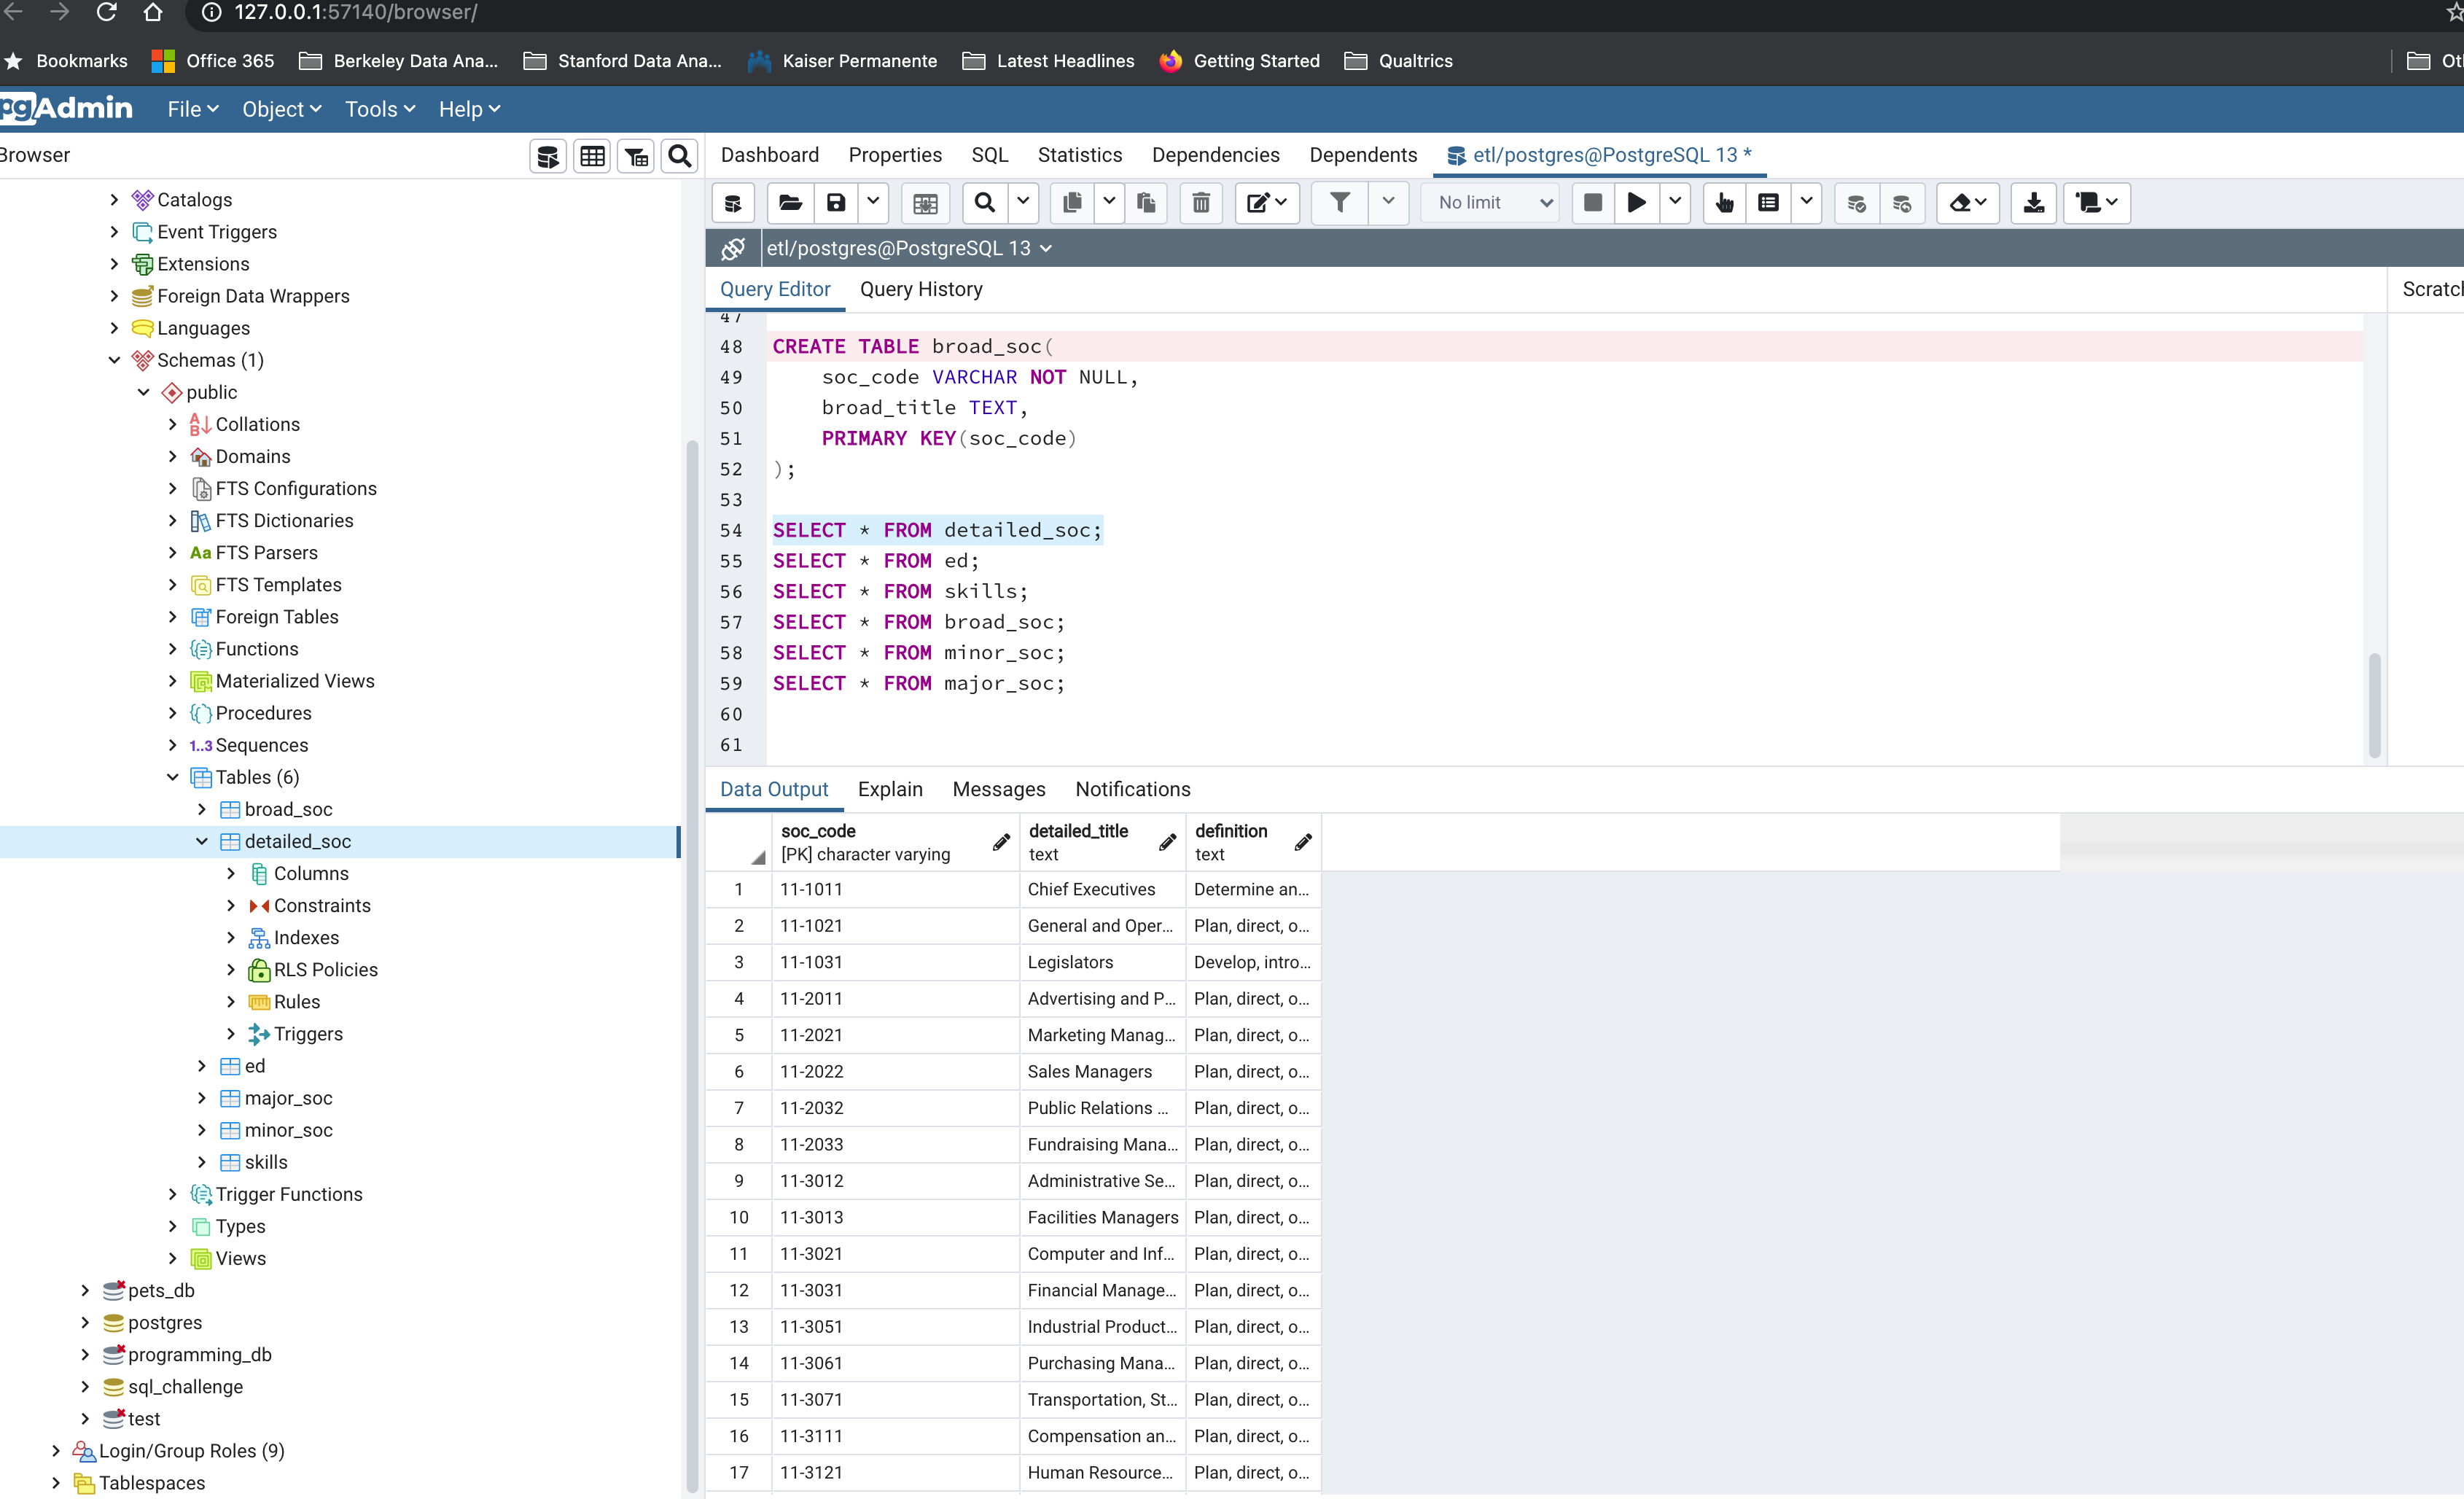 127.0.0.1:57140/browser/
Bookmarks Office 365 Berkeley Data Ana... Stanford Data Ana... Kaiser Permanente Latest Headlines Getting Started Qualtrics
pgAdmin File Object Tools Help
Browser
Dashboard Properties SQL Statistics Dependencies Dependents etl/postgres@PostgreSQL 13 *
No limit
etl/postgres@PostgreSQL 13
Query Editor Query History
Catalogs
Event Triggers
Extensions
Foreign Data Wrappers
Languages
Schemas (1)
public
Collations
Domains
FTS Configurations
FTS Dictionaries
Aa FTS Parsers
FTS Templates
Foreign Tables
Functions
Materialized Views
Procedures
1..3 Sequences
Tables (6)
broad_soc
detailed_soc
Columns
Constraints
Indexes
RLS Policies
Rules
Triggers
ed
major_soc
minor_soc
skills
Trigger Functions
Types
Views
pets_db
postgres
programming_db
sql_challenge
test
Login/Group Roles (9)
Tablespaces
47
48 CREATE TABLE broad_soc(
49 soc_code VARCHAR NOT NULL,
50 broad_title TEXT,
51 PRIMARY KEY(soc_code)
52 );
53
54 SELECT * FROM detailed_soc;
55 SELECT * FROM ed;
56 SELECT * FROM skills;
57 SELECT * FROM broad_soc;
58 SELECT * FROM minor_soc;
59 SELECT * FROM major_soc;
60
61
Data Output Explain Messages Notifications
soc_code detailed_title definition
[PK] character varying text text
1 11-1011 Chief Executives Determine an...
2 11-1021 General and Oper... Plan, direct, o...
3 11-1031 Legislators Develop, intro...
4 11-2011 Advertising and P... Plan, direct, o...
5 11-2021 Marketing Manag... Plan, direct, o...
6 11-2022 Sales Managers Plan, direct, o...
7 11-2032 Public Relations ... Plan, direct, o...
8 11-2033 Fundraising Mana... Plan, direct, o...
9 11-3012 Administrative Se... Plan, direct, o...
10 11-3013 Facilities Managers Plan, direct, o...
11 11-3021 Computer and Inf... Plan, direct, o...
12 11-3031 Financial Manage... Plan, direct, o...
13 11-3051 Industrial Product... Plan, direct, o...
14 11-3061 Purchasing Mana... Plan, direct, o...
15 11-3071 Transportation, St... Plan, direct, o...
16 11-3111 Compensation an... Plan, direct, o...
17 11-3121 Human Resource... Plan, direct, o...